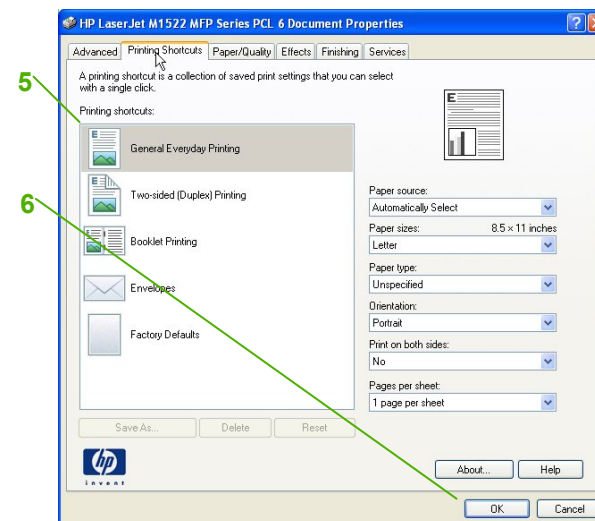 HP LaserJet M1522 MFP Series PCL 6 Document Properties
Advanced Printing Shortcuts Paper/Quality Effects Finishing Services
5
A printing shortcut is a collection of saved print settings that you can select
with a single click.
Printing shortcuts:
E
E
General Everyday Printing
6
E
Two-sided (Duplex) Printing
Booklet Printing
Envelopes
Factory Defaults
Paper source:
Automatically Select
Paper sizes: 8.5 × 11 inches
Letter
Paper type:
Unspecified
Orientation:
Portrait
Print on both sides:
No
Pages per sheet:
1 page per sheet
Save As... Delete Reset
hp
invent
About... Help
OK Cancel